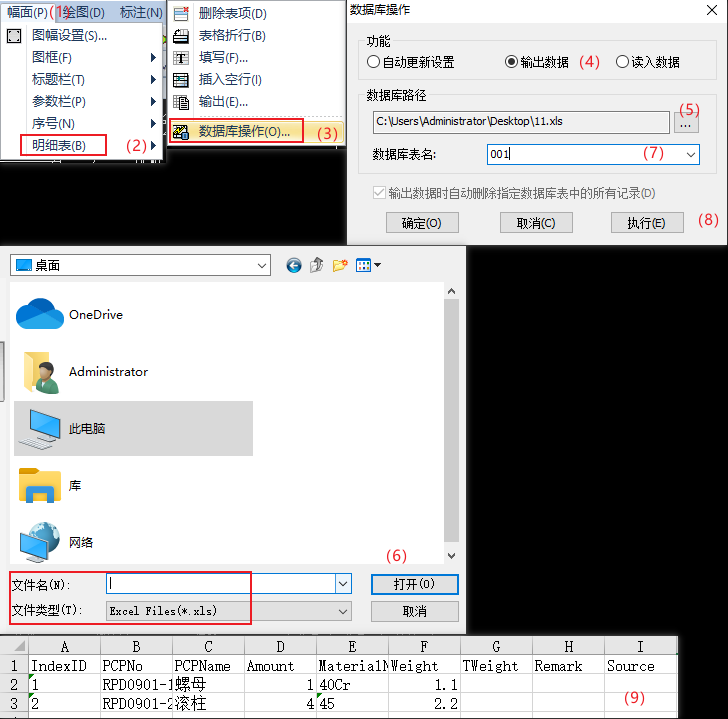 幅面(P)(1) 绘图(D) 标注(N)
图幅设置(S)...
图框(F)
标题栏(T)
参数栏(P)
序号(N)
明细表(B) (2)
删除表项(D)
表格折行(B)
填写(F)...
插入空行(I)
输出(E)...
数据库操作(O)... (3)
数据库操作
功能
自动更新设置 输出数据 (4) 读入数据
数据库路径
(5)
C:\Users\Administrator\Desktop\11.xls ...
数据库表名: 001 (7)
输出数据时自动删除指定数据库表中的所有记录(D)
确定(O) 取消(C) 执行(E) (8)
桌面
OneDrive
Administrator
此电脑
库
网络
(6)
文件名(N): 打开(O)
文件类型(T): Excel Files(*.xls) 取消
A B C D E F G H I
1 IndexID PCPNo PCPName Amount MaterialN Weight TWeight Remark Source
2 1 RPD0901-1 螺母 1 40Cr 1.1
3 2 RPD0901-2 滚柱 4 45 2.2 (9)